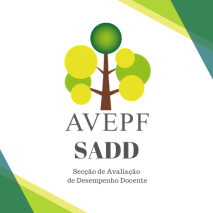 AVEPF
SADD
Secção de Avaliação
de Desempenho Docente